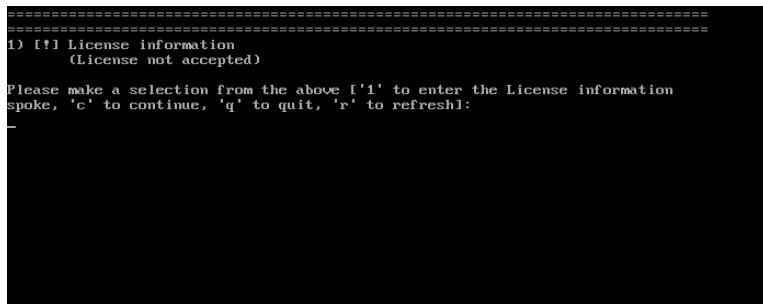 ================================================================================
================================================================================
1) [!] License information
       (License not accepted)
Please make a selection from the above ['1' to enter the License information
spoke, 'c' to continue, 'q' to quit, 'r' to refresh]:
_